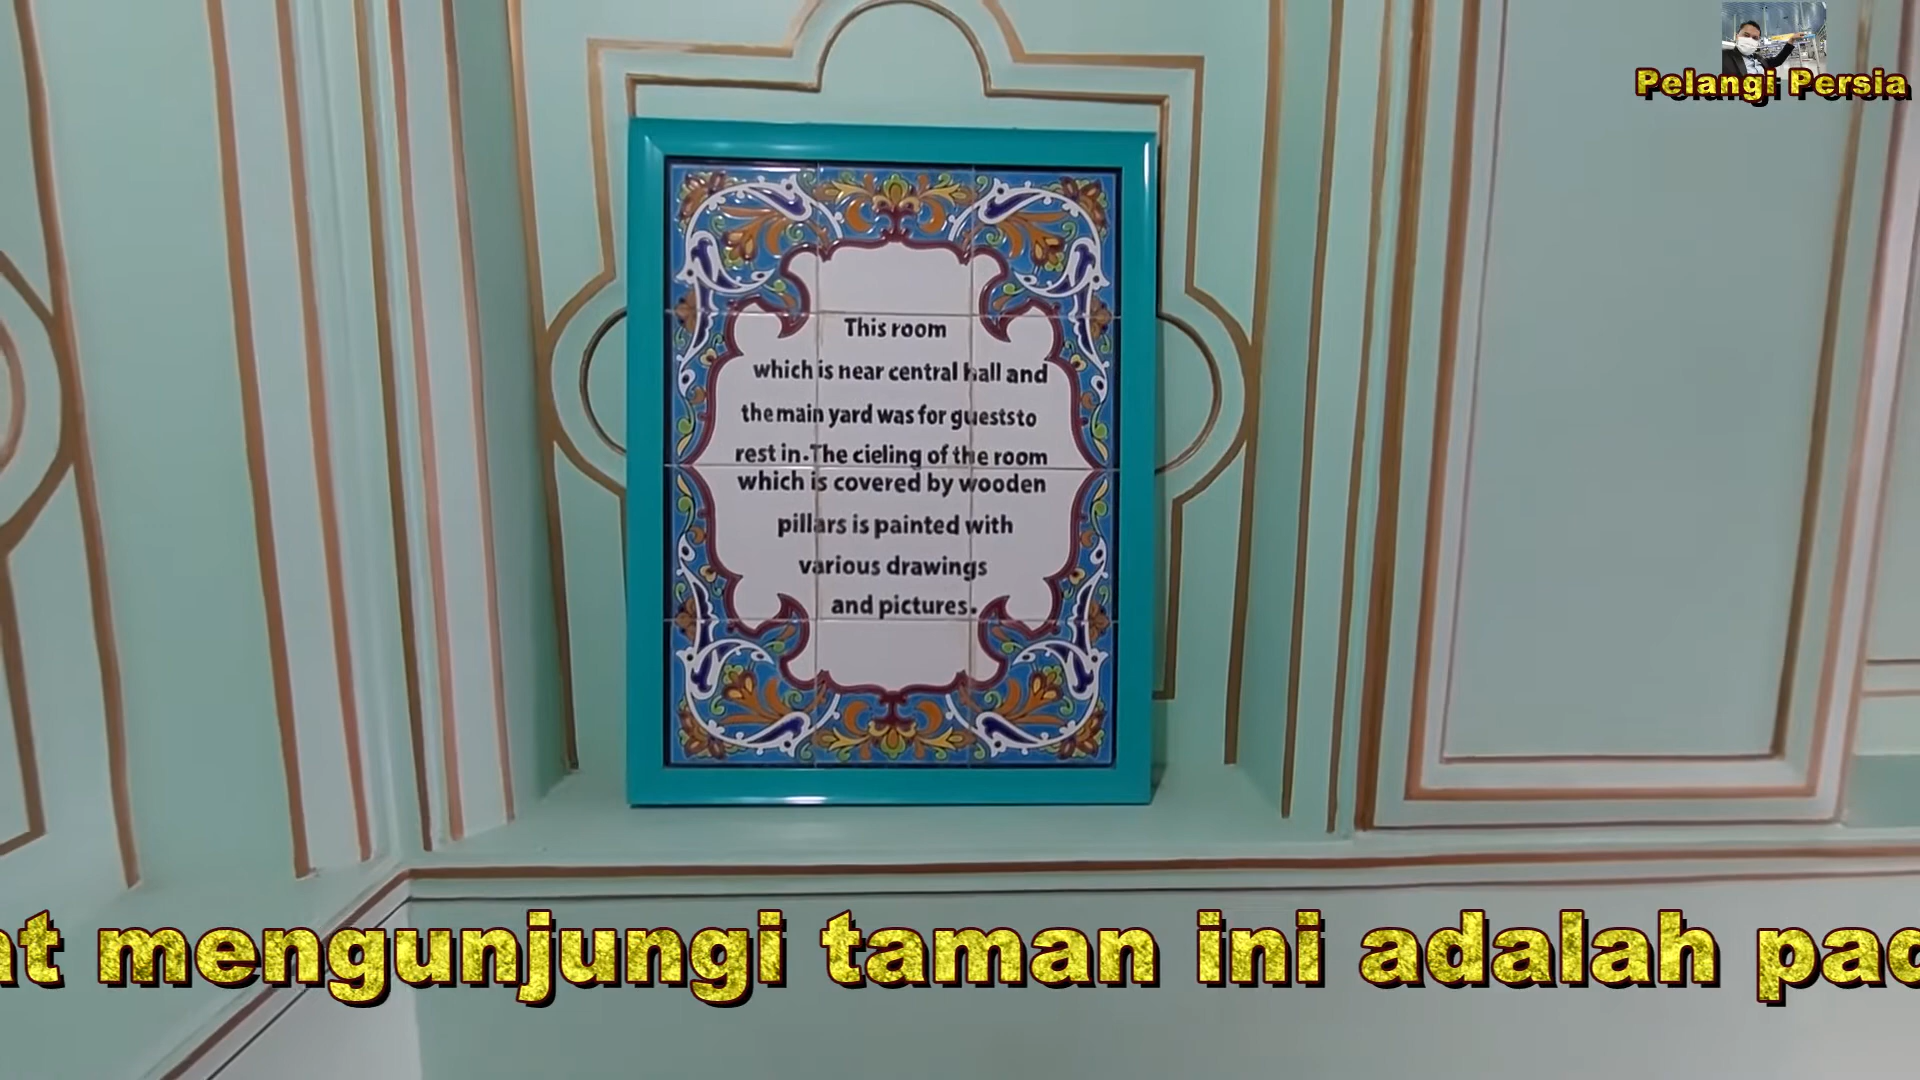 Pelangi Persia
This room
which is near central hall and
the main yard was for guests to
rest in. The cieling of the room
which is covered by wooden
pillars is painted with
various drawings
and pictures.
mengunjungi taman ini adalah